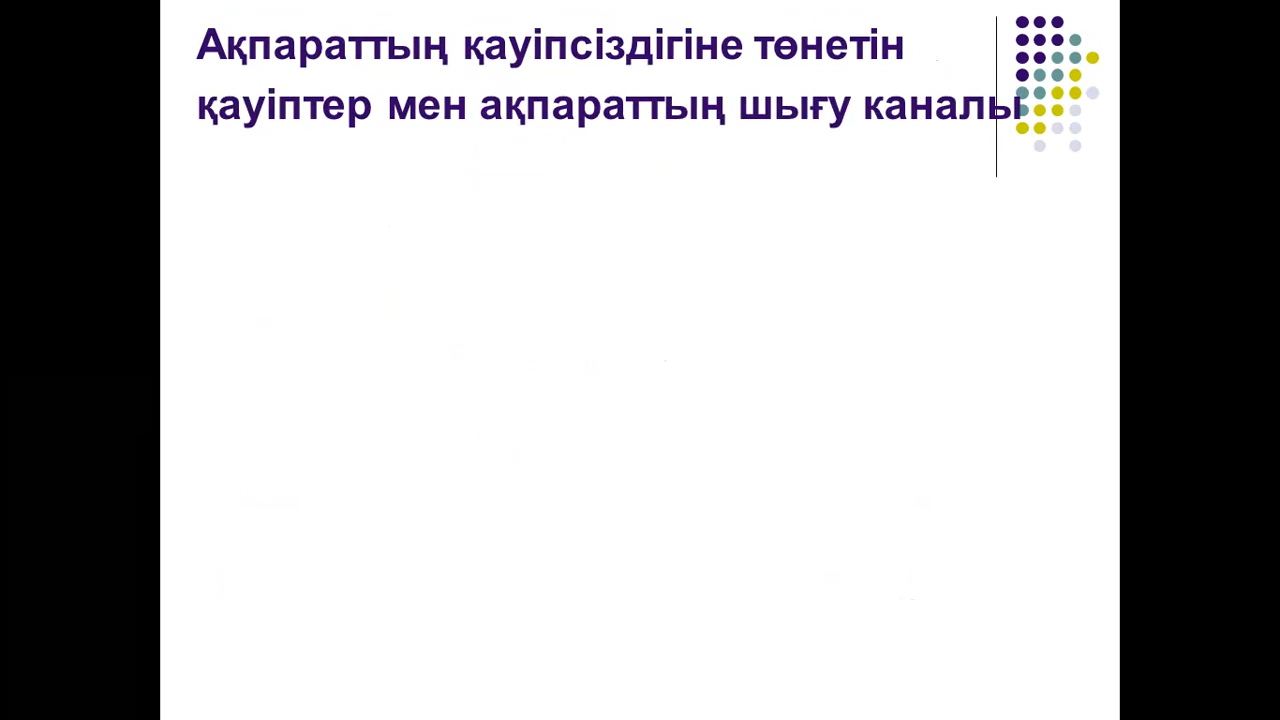 Ақпараттың қауіпсіздігіне төнетін
қауіптер мен ақпараттың шығу каналы